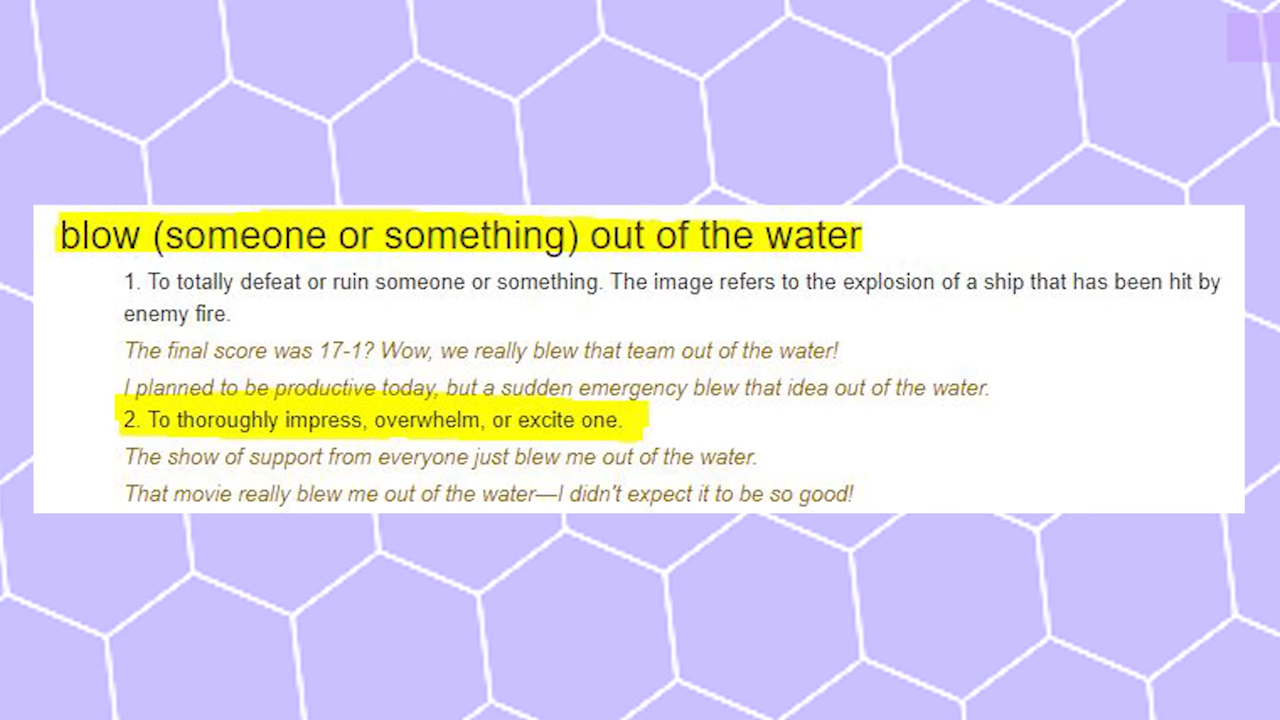 blow (someone or something) out of the water
1. To totally defeat or ruin someone or something. The image refers to the explosion of a ship that has been hit by
enemy fire.
The final score was 17-1? Wow, we really blew that team out of the water!
I planned to be productive today, but a sudden emergency blew that idea out of the water.
2. To thoroughly impress, overwhelm, or excite one.
The show of support from everyone just blew me out of the water.
That movie really blew me out of the water—I didn't expect it to be so good!